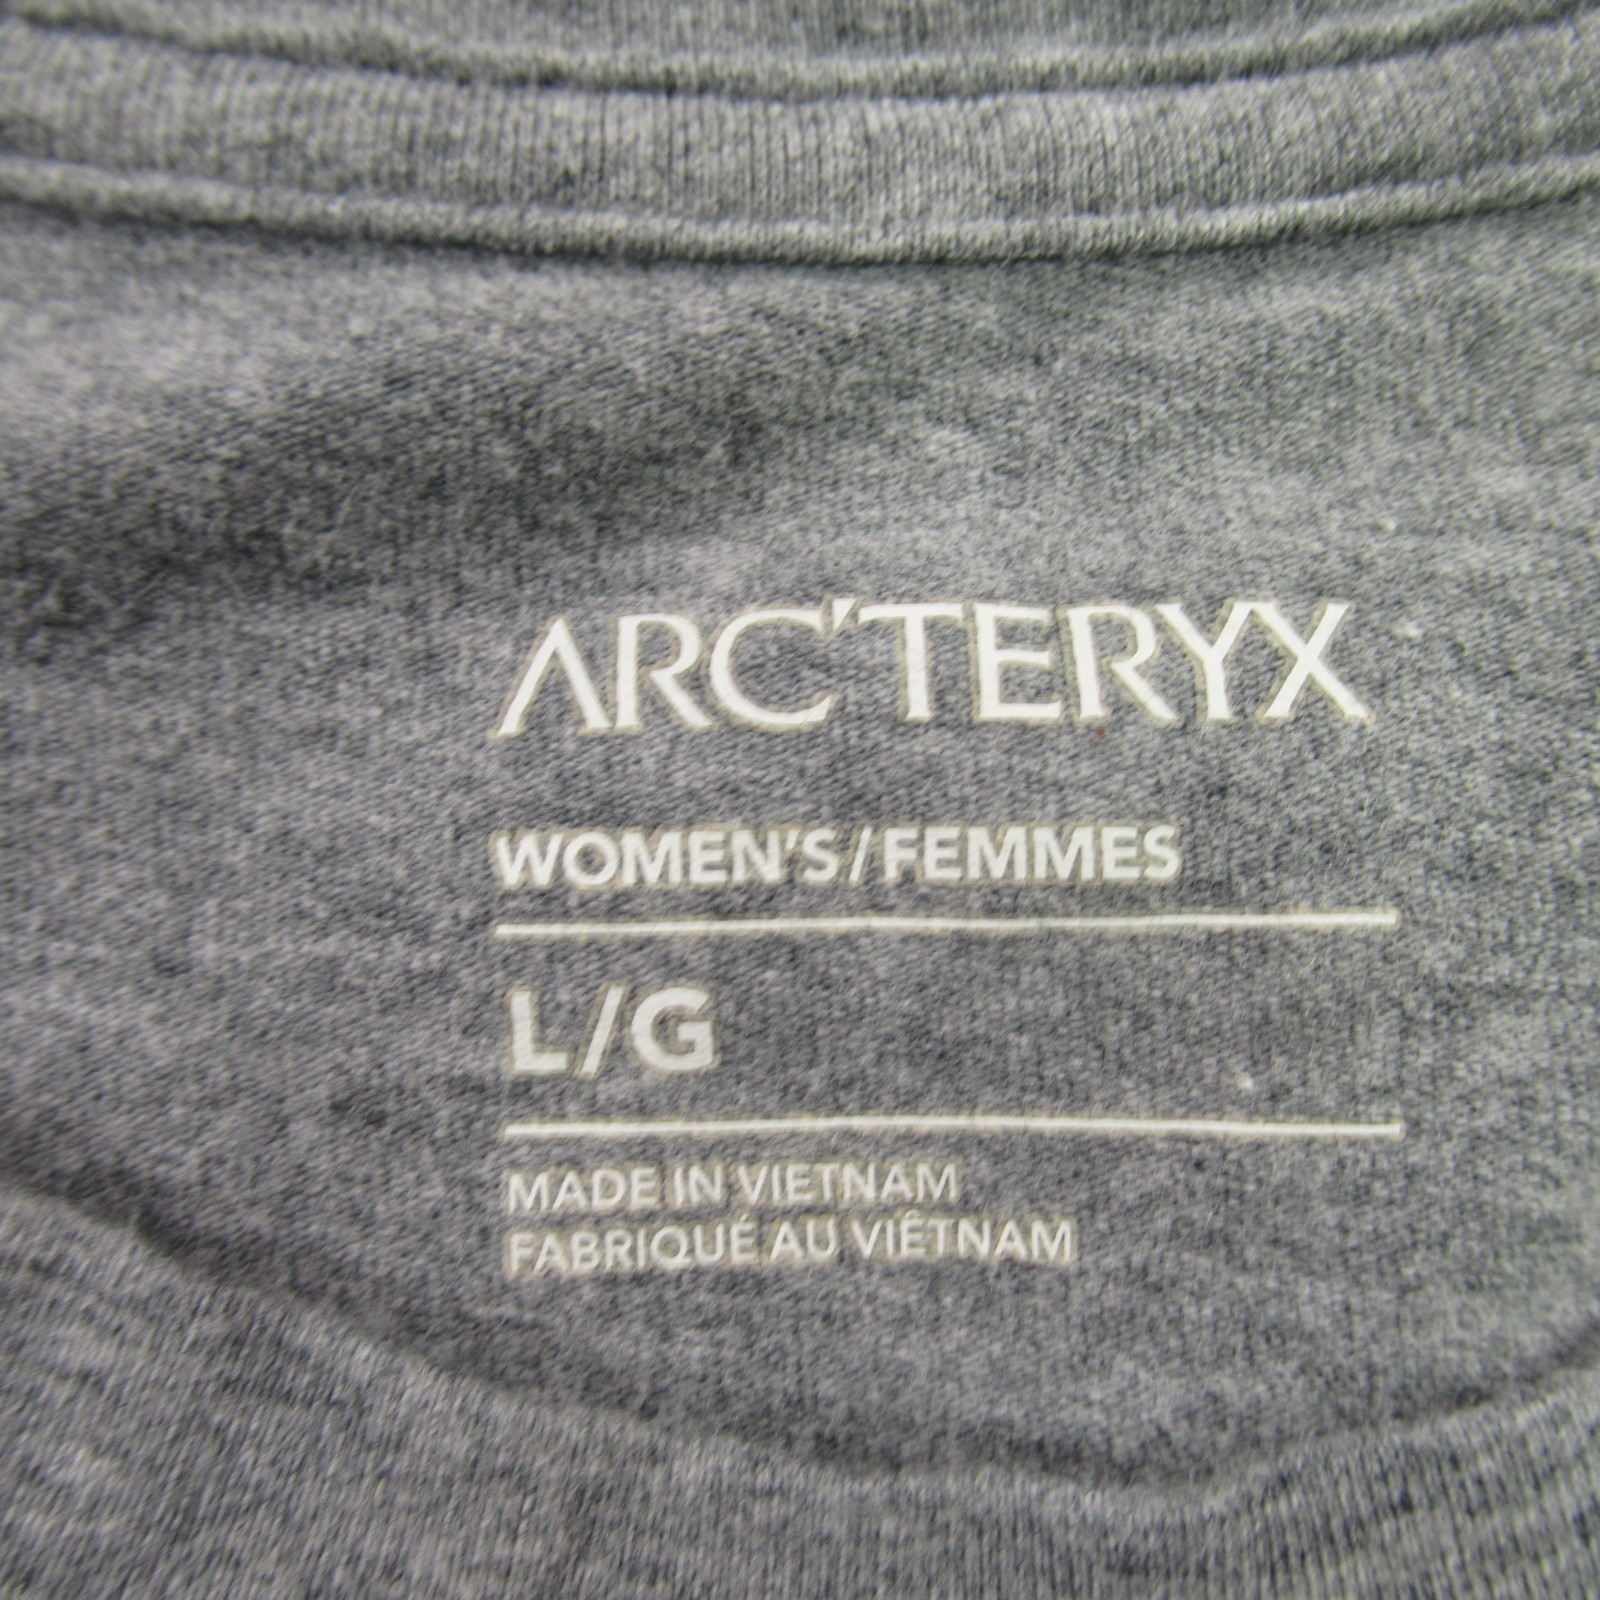 ARC'TERYX
WOMEN'S/FEMMES
L/G
MADE IN VIETNAM
FABRIQUÉ AU VIÊTNAM